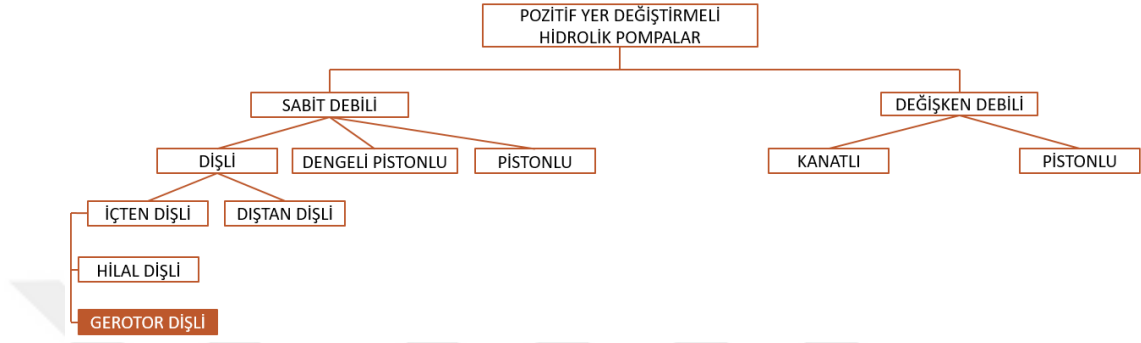 POZİTİF YER DEĞİŞTİRMELİ
HİDROLİK POMPALAR
SABİT DEBİLİ
DEĞİŞKEN DEBİLİ
DİŞLİ
DENGELİ PİSTONLU
PİSTONLU
KANATLI
PİSTONLU
İÇTEN DİŞLİ
DIŞTAN DİŞLİ
HİLAL DİŞLİ
GEROTOR DİŞLİ